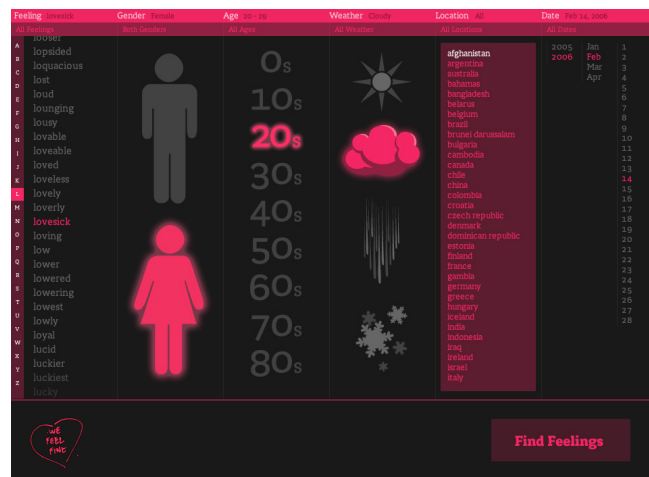 Feeling lovesick
Gender Female
Age 20 - 29
Weather Cloudy
Location All
Date Feb 14, 2006
All Feelings
Both Genders
All Ages
All Weather
All Locations
All Dates
A
B
C
D
E
F
G
H
I
J
K
L
M
N
O
P
Q
R
S
T
U
V
W
X
Y
Z
looser
lopsided
loquacious
lost
loud
lounging
lousy
lovable
loveable
loved
loveless
lovely
loverly
lovesick
loving
low
lower
lowered
lowering
lowest
lowly
loyal
lucid
luckier
luckiest
lucky
0s
10s
20s
30s
40s
50s
60s
70s
80s
afghanistan
argentina
australia
bahamas
bangladesh
belarus
belgium
brazil
brunei darussalam
bulgaria
cambodia
canada
chile
china
colombia
croatia
czech republic
denmark
dominican republic
estonia
finland
france
gambia
germany
greece
hungary
iceland
india
indonesia
iraq
ireland
israel
italy
2005
2006
Jan
Feb
Mar
Apr
1
2
3
4
5
6
7
8
9
10
11
12
13
14
15
16
17
18
19
20
21
22
23
24
25
26
27
28
WE
FEEL
FINE
Find Feelings